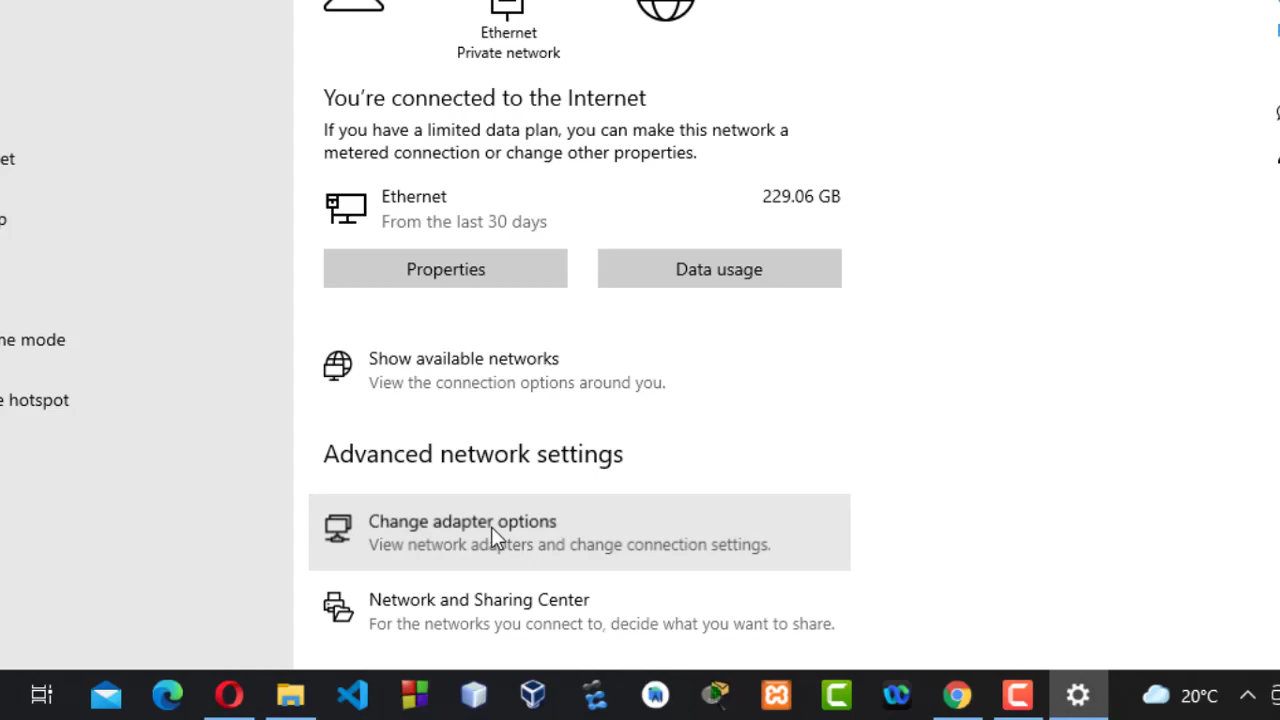 Ethernet
Private network
You're connected to the Internet
If you have a limited data plan, you can make this network a
metered connection or change other properties.
Ethernet 229.06 GB
From the last 30 days
Properties Data usage
Show available networks
View the connection options around you.
Advanced network settings
Change adapter options
View network adapters and change connection settings.
Network and Sharing Center
For the networks you connect to, decide what you want to share.
et
p
ne mode
e hotspot
20°C